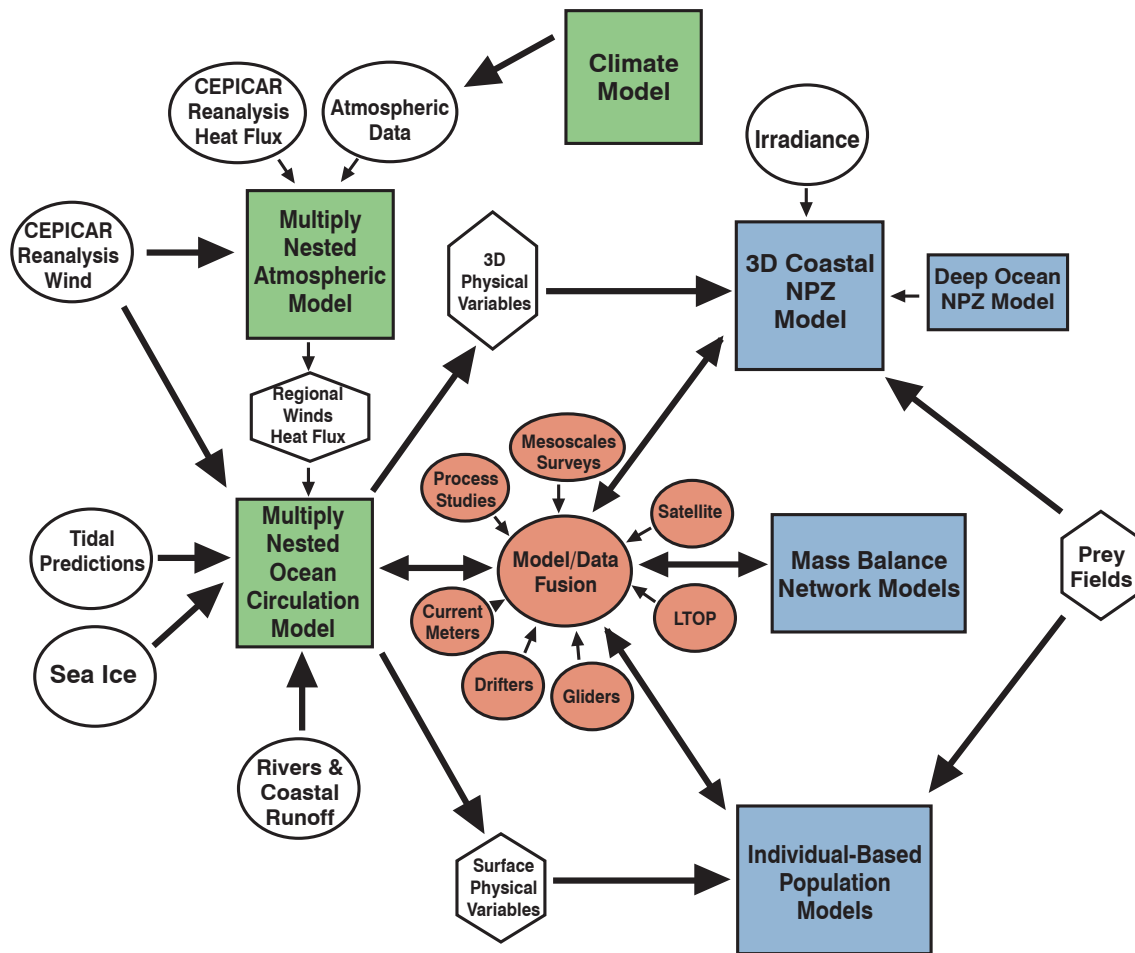 Climate
Model
CEPICAR
Reanalysis
Heat Flux
Atmospheric
Data
Irradiance
CEPICAR
Reanalysis
Wind
Multiply
Nested
Atmospheric
Model
3D
Physical
Variables
3D Coastal
NPZ
Model
Deep Ocean
NPZ Model
Regional
Winds
Heat Flux
Mesoscales
Surveys
Process
Studies
Satellite
Tidal
Predictions
Multiply
Nested
Ocean
Circulation
Model
Model/Data
Fusion
Mass Balance
Network Models
Prey
Fields
Current
Meters
LTOP
Sea Ice
Drifters
Gliders
Rivers &
Coastal
Runoff
Surface
Physical
Variables
Individual-Based
Population
Models